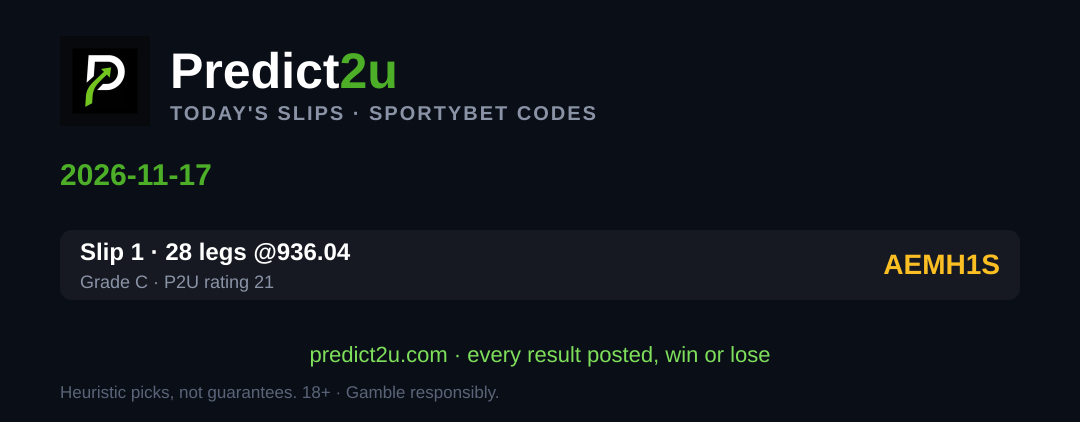 Predict2u
TODAY'S SLIPS · SPORTYBET CODES
2026-11-17
Slip 1 · 28 legs @936.04
Grade C · P2U rating 21
AEMH1S
predict2u.com · every result posted, win or lose
Heuristic picks, not guarantees. 18+ · Gamble responsibly.